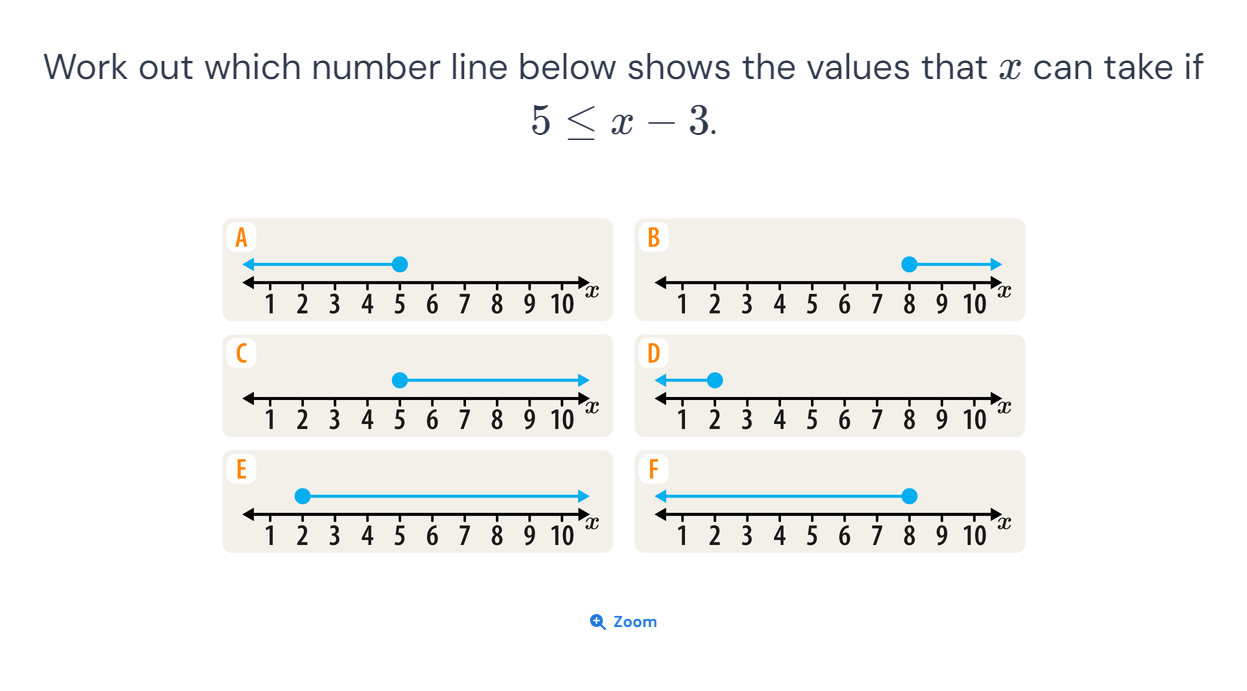 Work out which number line below shows the values that x can take if
5 ≤ x − 3.
A
1 2 3 4 5 6 7 8 9 10 x
B
1 2 3 4 5 6 7 8 9 10 x
C
1 2 3 4 5 6 7 8 9 10 x
D
1 2 3 4 5 6 7 8 9 10 x
E
1 2 3 4 5 6 7 8 9 10 x
F
1 2 3 4 5 6 7 8 9 10 x
Zoom